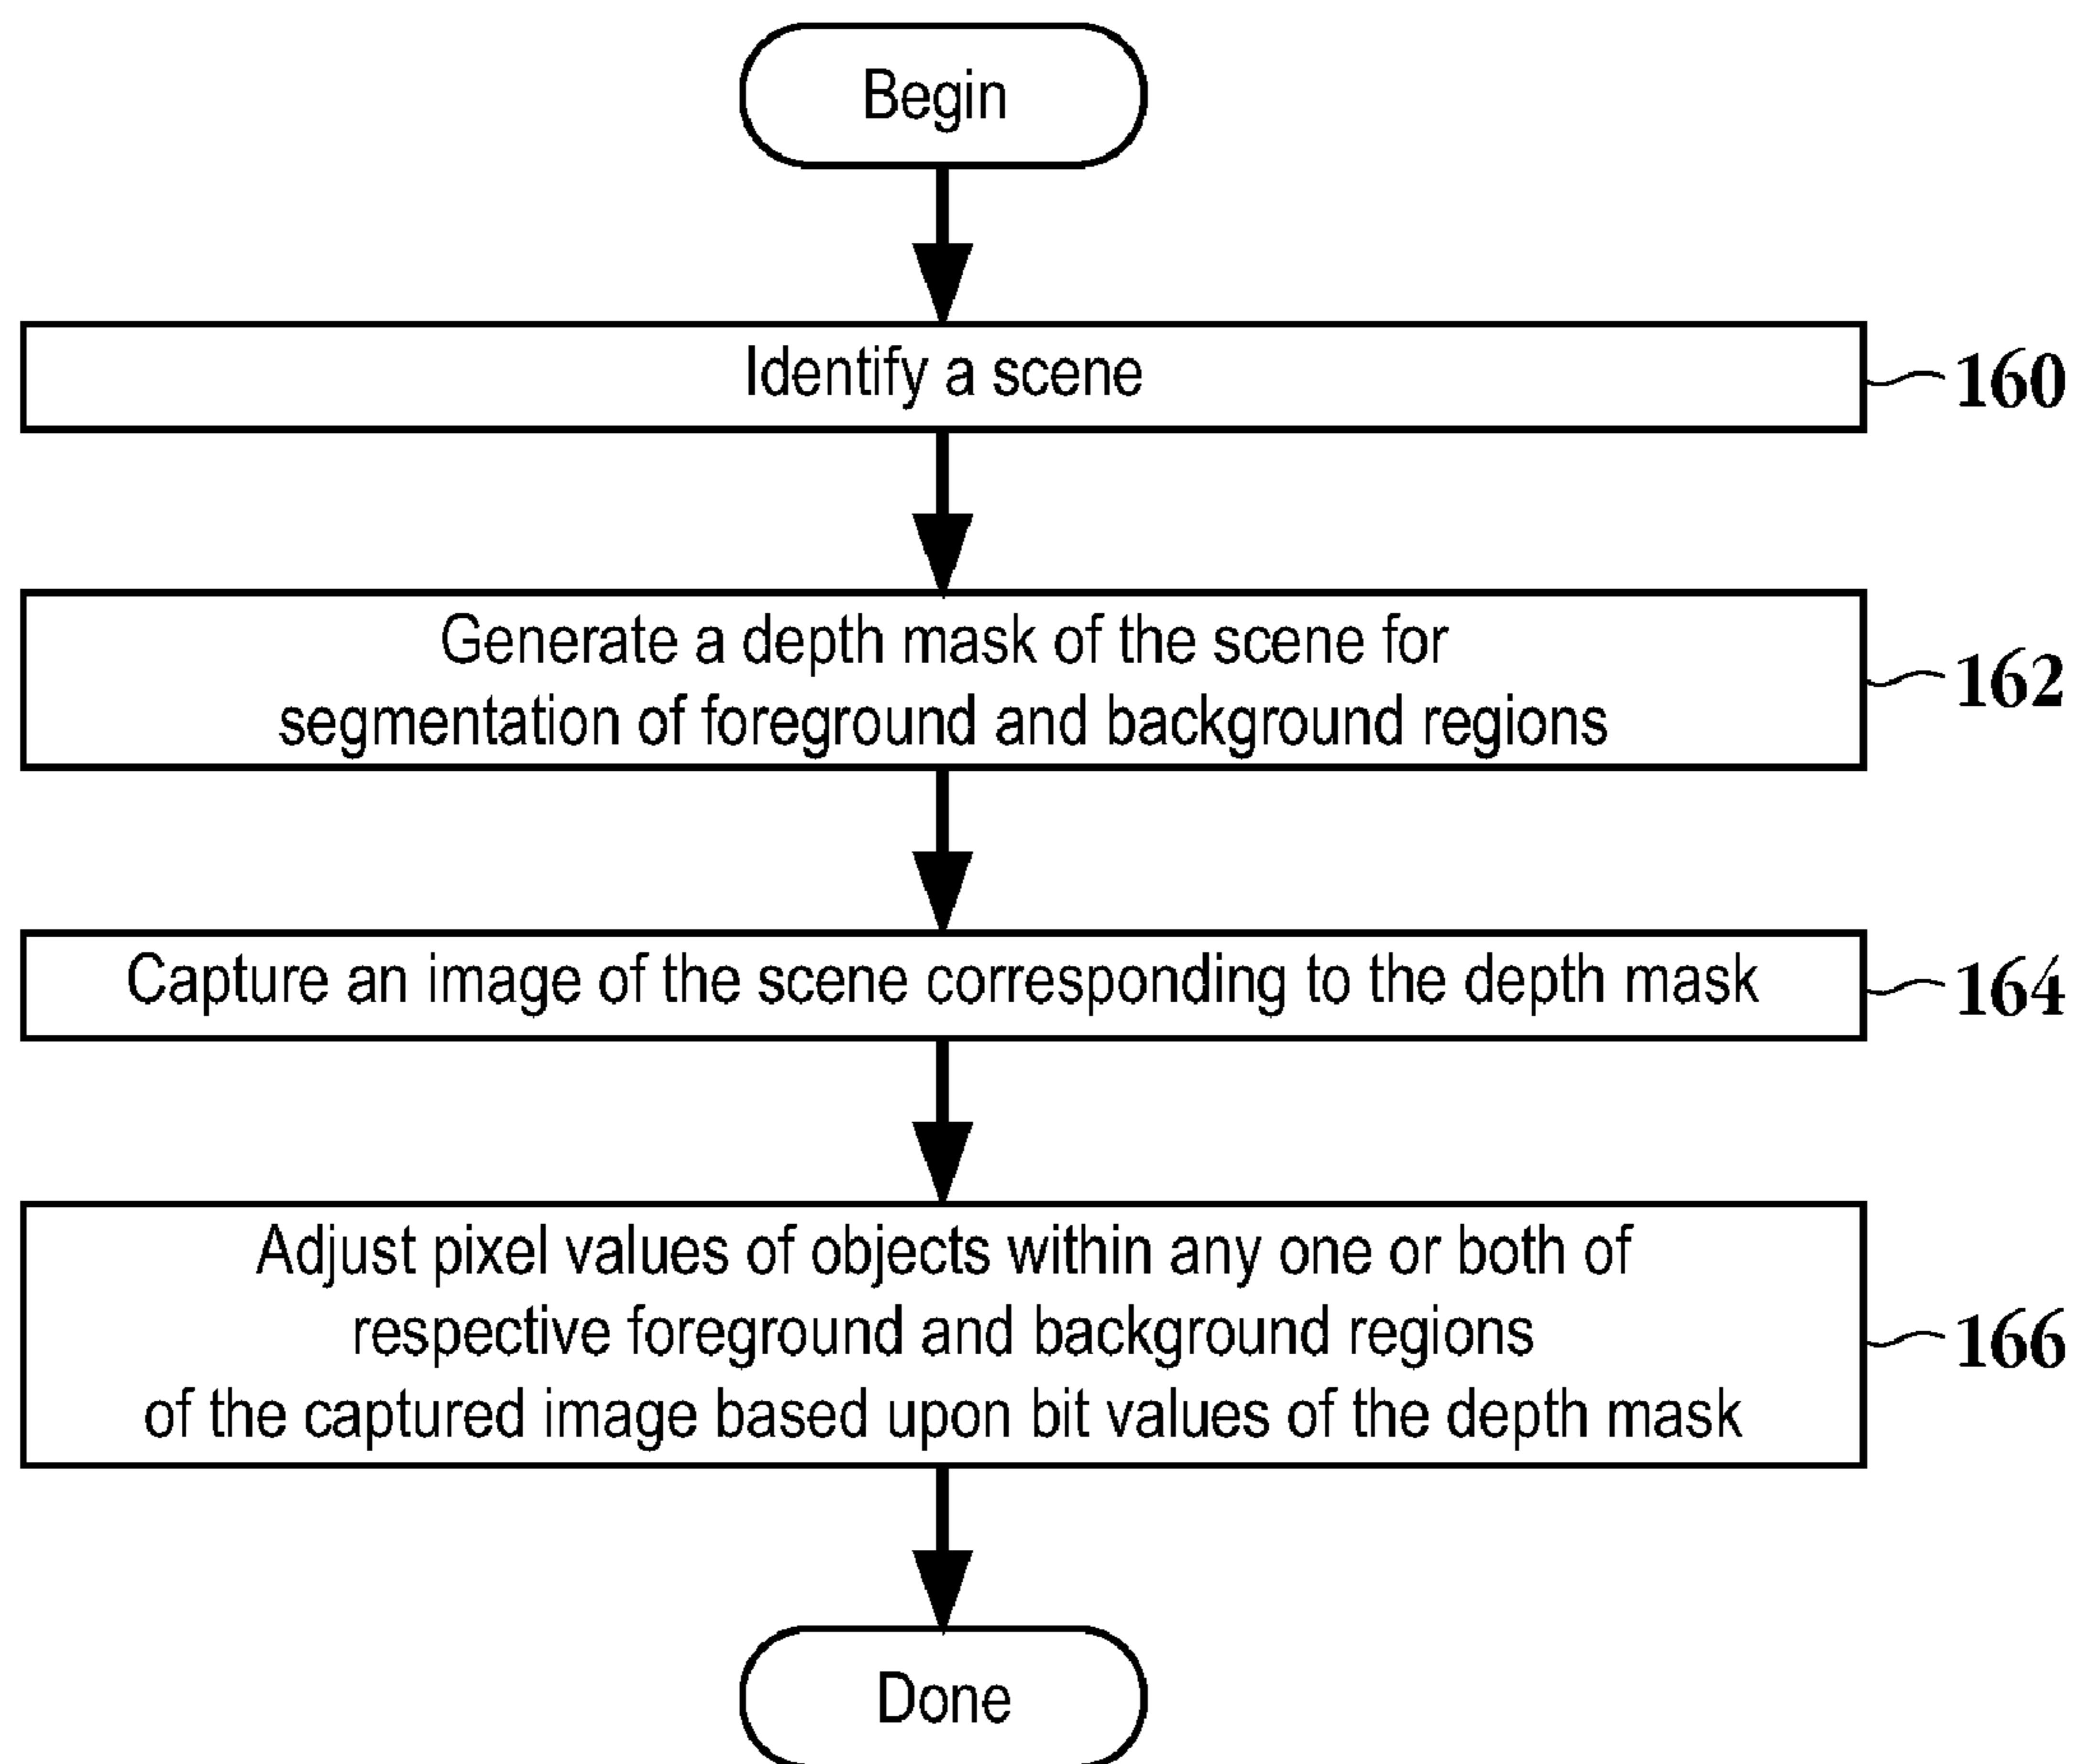 Begin
Identify a scene
160
Generate a depth mask of the scene for
segmentation of foreground and background regions
162
Capture an image of the scene corresponding to the depth mask
164
Adjust pixel values of objects within any one or both of
respective foreground and background regions
of the captured image based upon bit values of the depth mask
166
Done